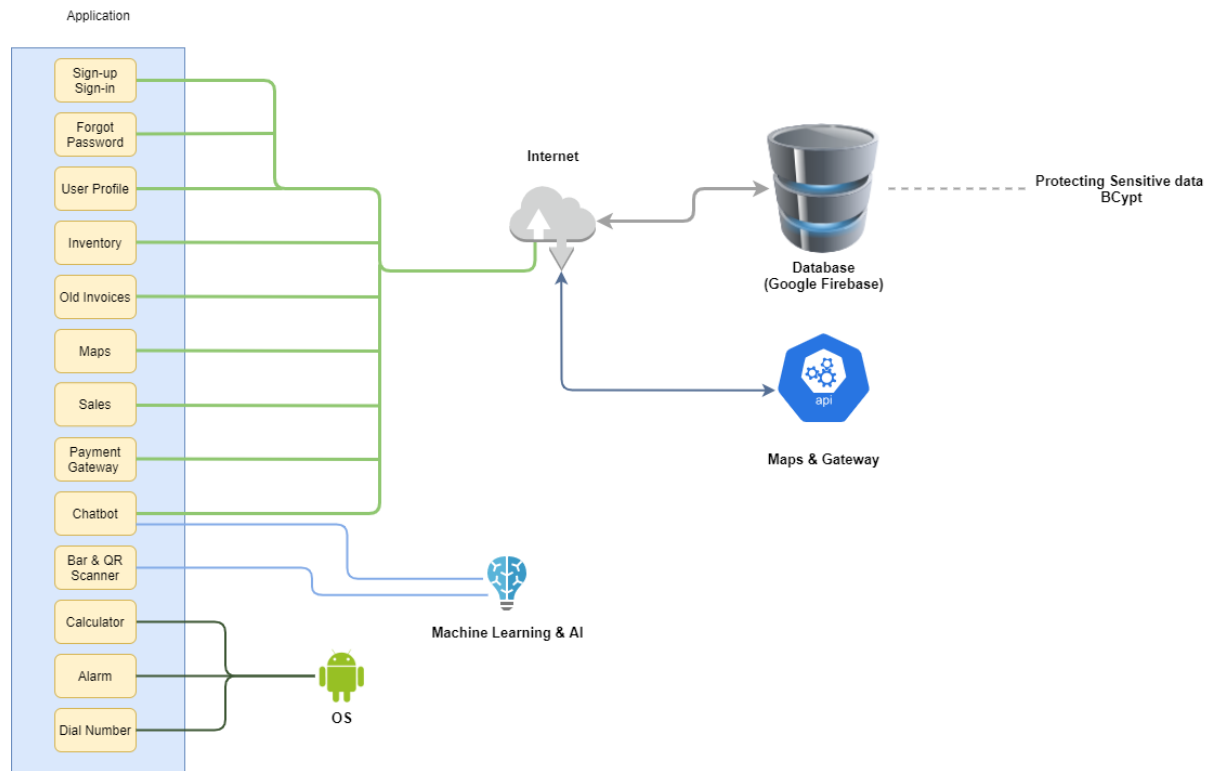 Application
Sign-up
Sign-in
Forgot
Password
User Profile
Inventory
Old Invoices
Maps
Sales
Payment
Gateway
Chatbot
Bar & QR
Scanner
Calculator
Alarm
Dial Number
Internet
Database
(Google Firebase)
Protecting Sensitive data
BCypt
api
Maps & Gateway
Machine Learning & AI
OS